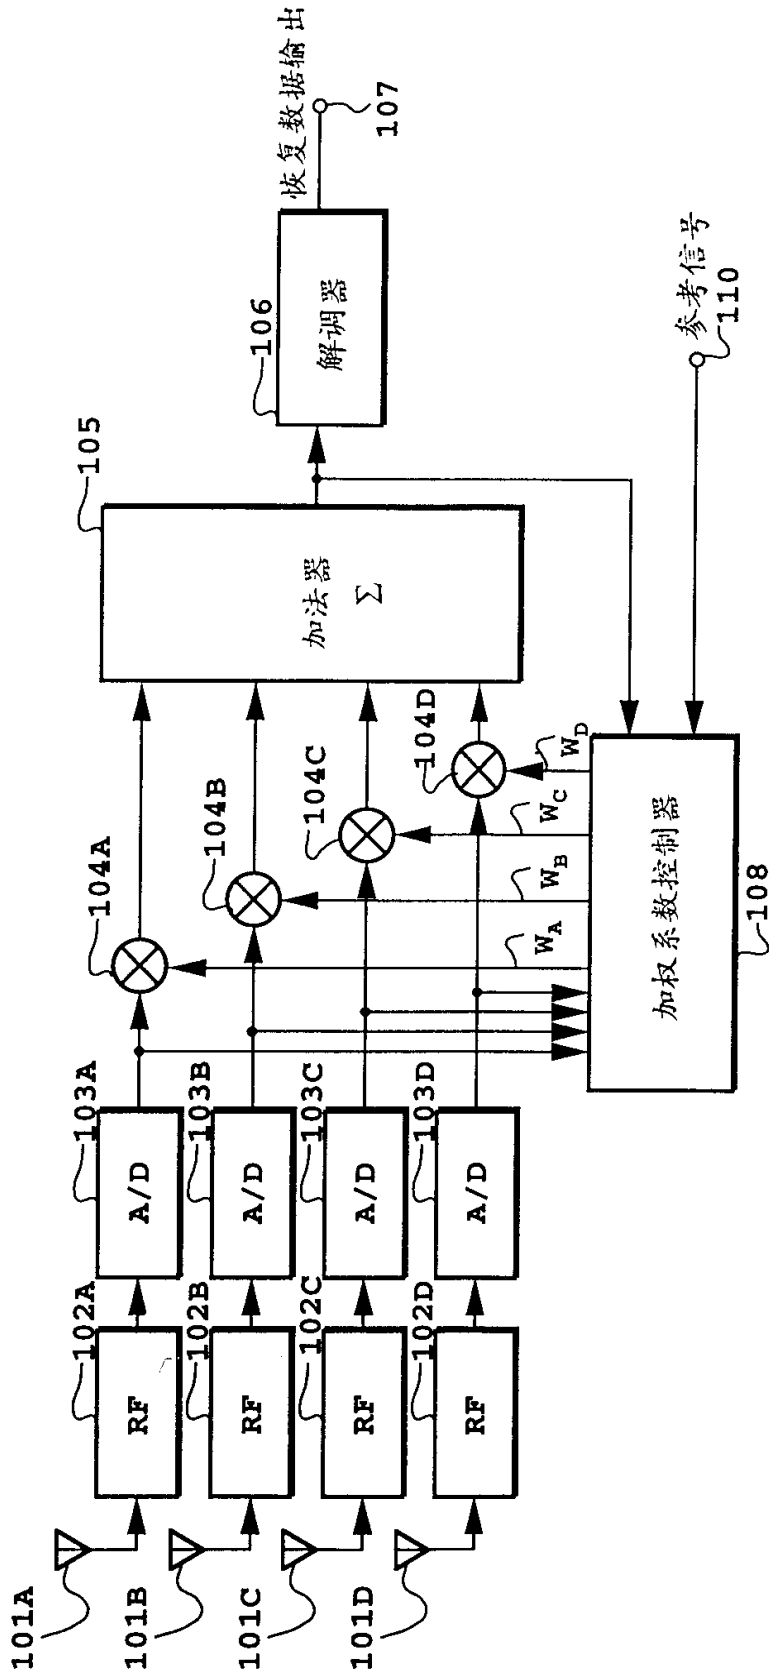 101A
102A
RF
103A
A/D
104A
101B
102B
RF
103B
A/D
104B
101C
102C
RF
103C
A/D
104C
101D
102D
RF
103D
A/D
104D
W_A
W_B
W_C
W_D
105
加法器
Σ
106
解调器
恢复数据输出
107
加权系数控制器
108
参考信号
110